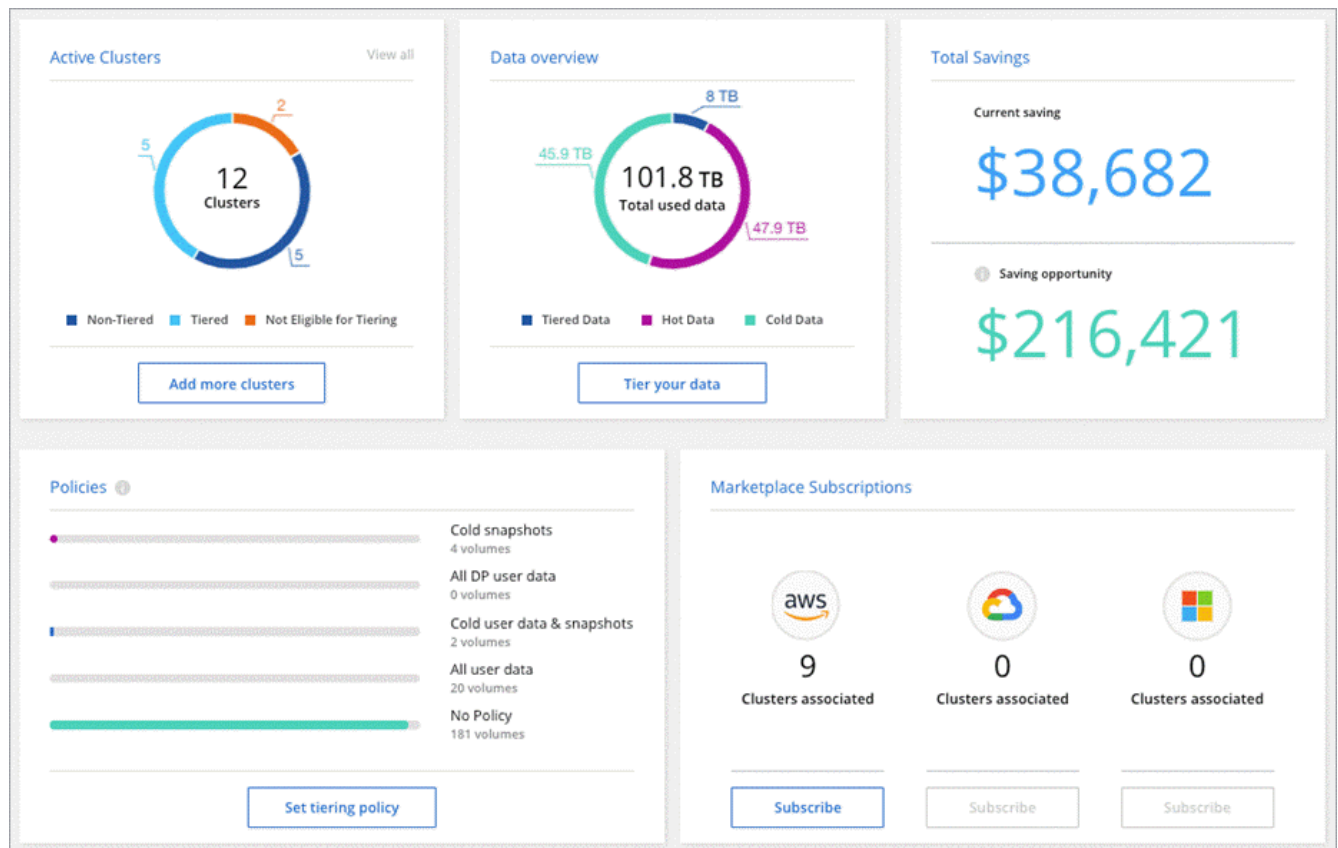 Active Clusters
View all
2
5
12
Clusters
5
Non-Tiered
Tiered
Not Eligible for Tiering
Add more clusters
Data overview
8 TB
45.9 TB
101.8 TB
Total used data
47.9 TB
Tiered Data
Hot Data
Cold Data
Tier your data
Total Savings
Current saving
$38,682
Saving opportunity
$216,421
Policies
Cold snapshots
4 volumes
All DP user data
0 volumes
Cold user data & snapshots
2 volumes
All user data
20 volumes
No Policy
181 volumes
Set tiering policy
Marketplace Subscriptions
aws
9
Clusters associated
Subscribe
0
Clusters associated
Subscribe
0
Clusters associated
Subscribe